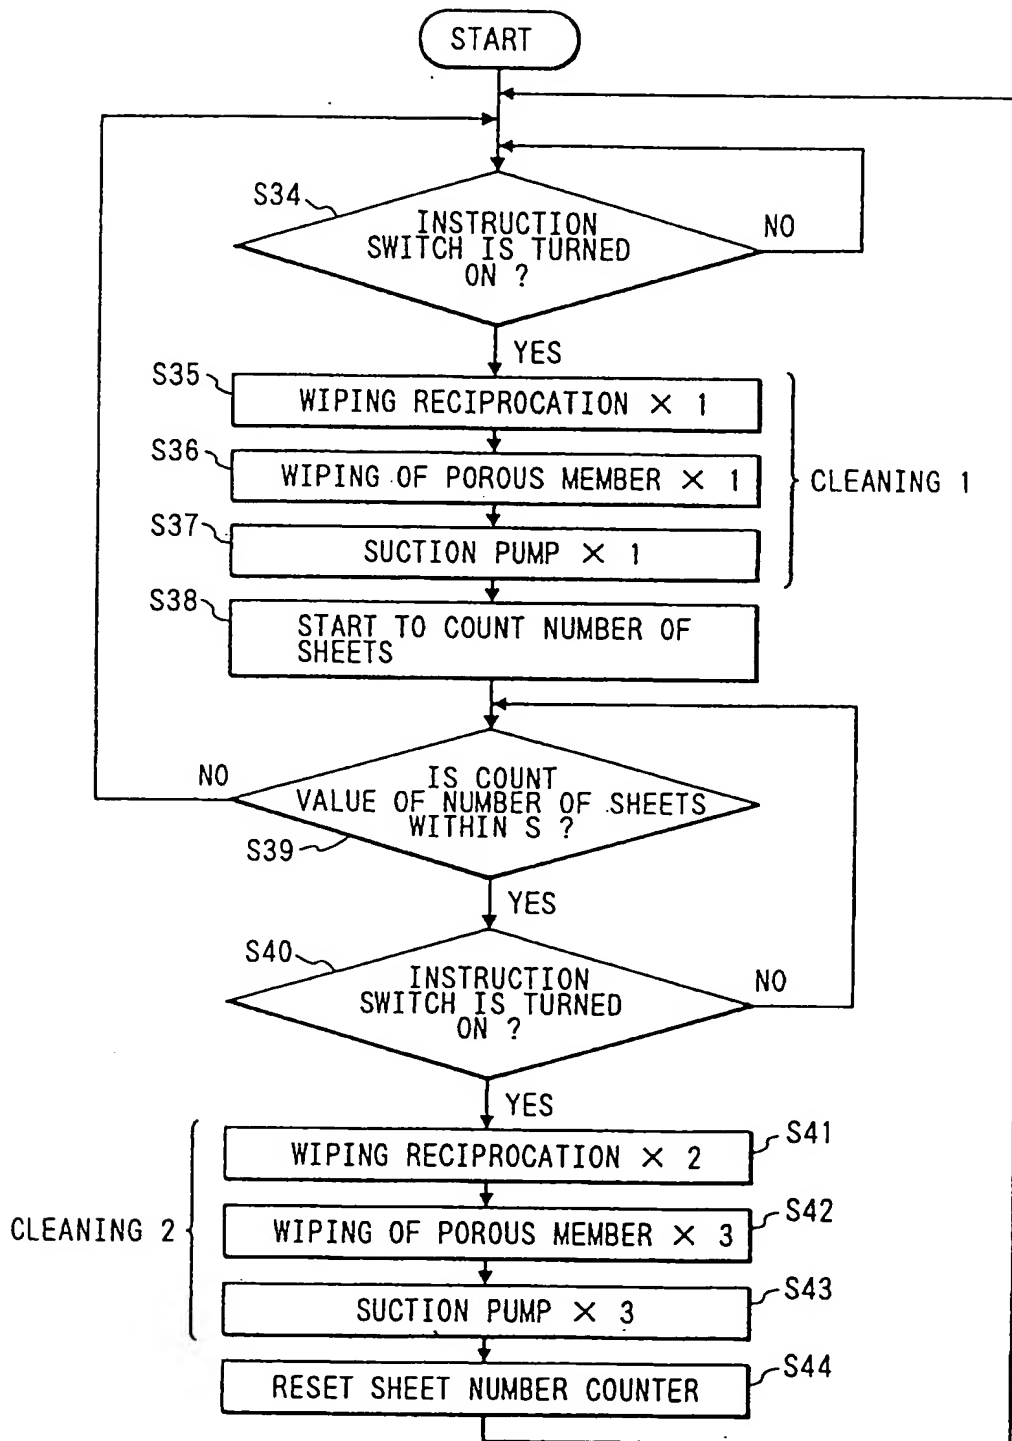 START
S34
INSTRUCTION
SWITCH IS TURNED
ON ?
NO
YES
S35
WIPING RECIPROCATION × 1
S36
WIPING OF POROUS MEMBER × 1
CLEANING 1
S37
SUCTION PUMP × 1
S38
START TO COUNT NUMBER OF
SHEETS
NO
IS COUNT
VALUE OF NUMBER OF SHEETS
WITHIN S ?
S39
YES
S40
INSTRUCTION
SWITCH IS TURNED
ON ?
NO
YES
WIPING RECIPROCATION × 2
S41
CLEANING 2
WIPING OF POROUS MEMBER × 3
S42
SUCTION PUMP × 3
S43
RESET SHEET NUMBER COUNTER
S44